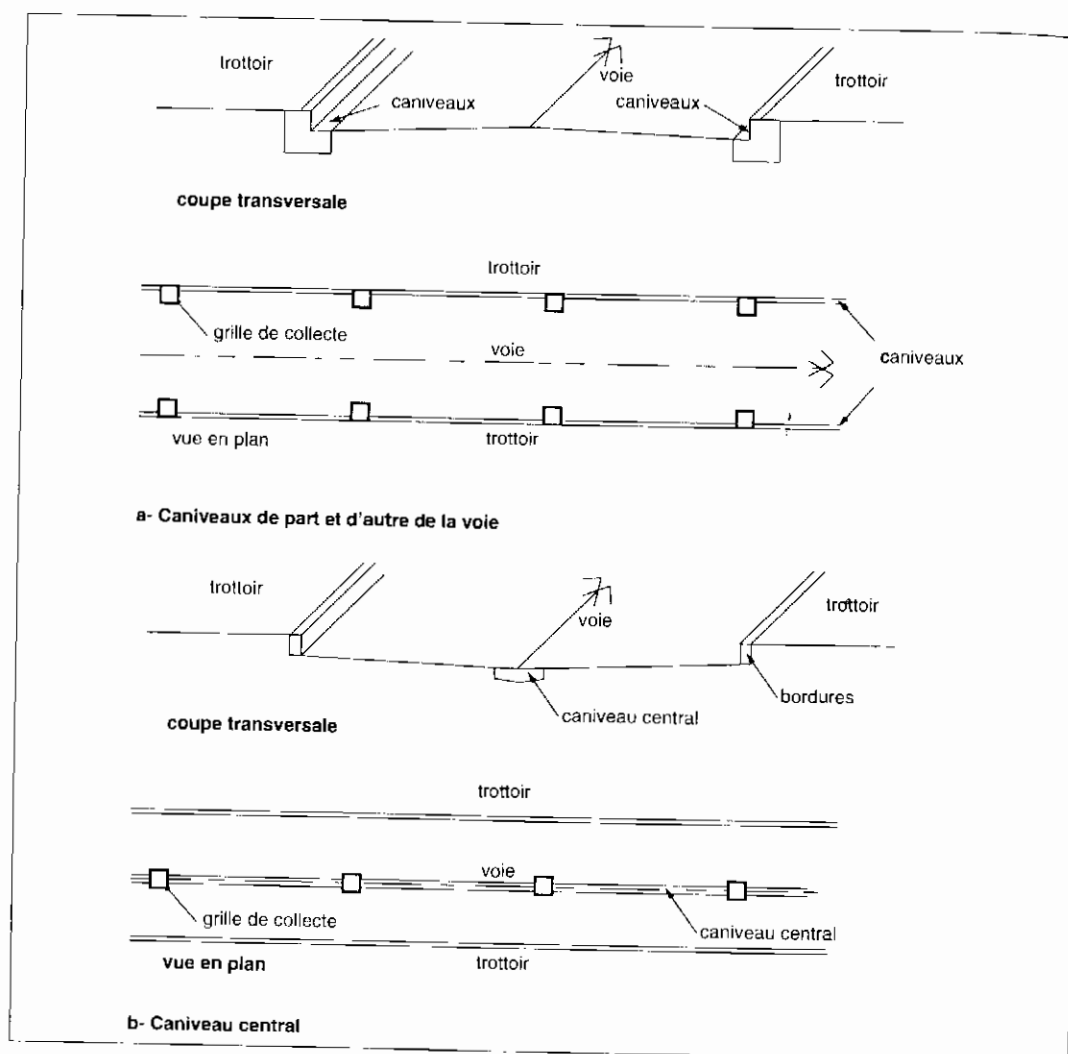 trottoir
voie
trottoir
caniveaux
caniveaux
coupe transversale
trottoir
grille de collecte
voie
caniveaux
vue en plan
trottoir
a- Caniveaux de part et d'autre de la voie
trottoir
voie
trottoir
bordures
caniveau central
coupe transversale
trottoir
voie
grille de collecte
caniveau central
vue en plan
trottoir
b- Caniveau central